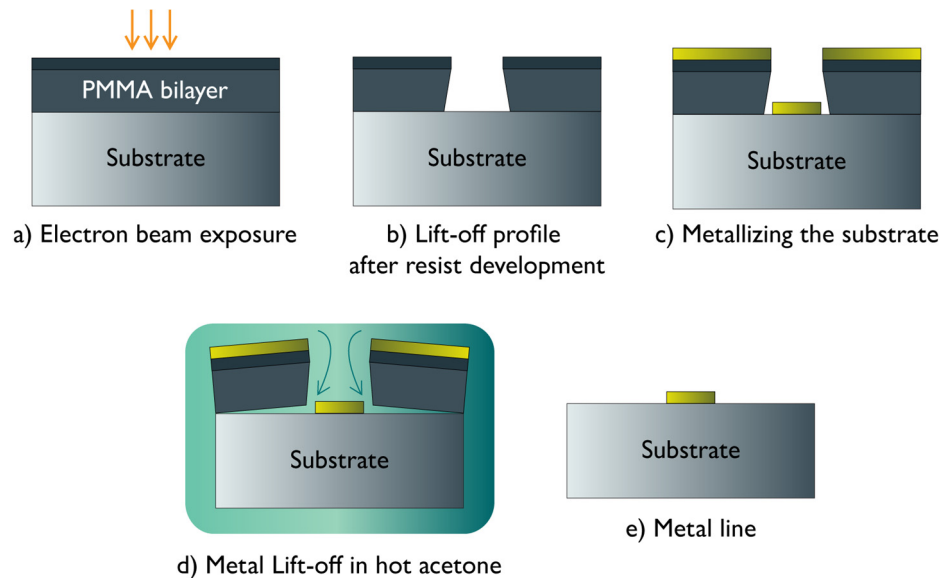 PMMA bilayer
Substrate
a) Electron beam exposure
Substrate
b) Lift-off profile
after resist development
Substrate
c) Metallizing the substrate
Substrate
d) Metal Lift-off in hot acetone
Substrate
e) Metal line